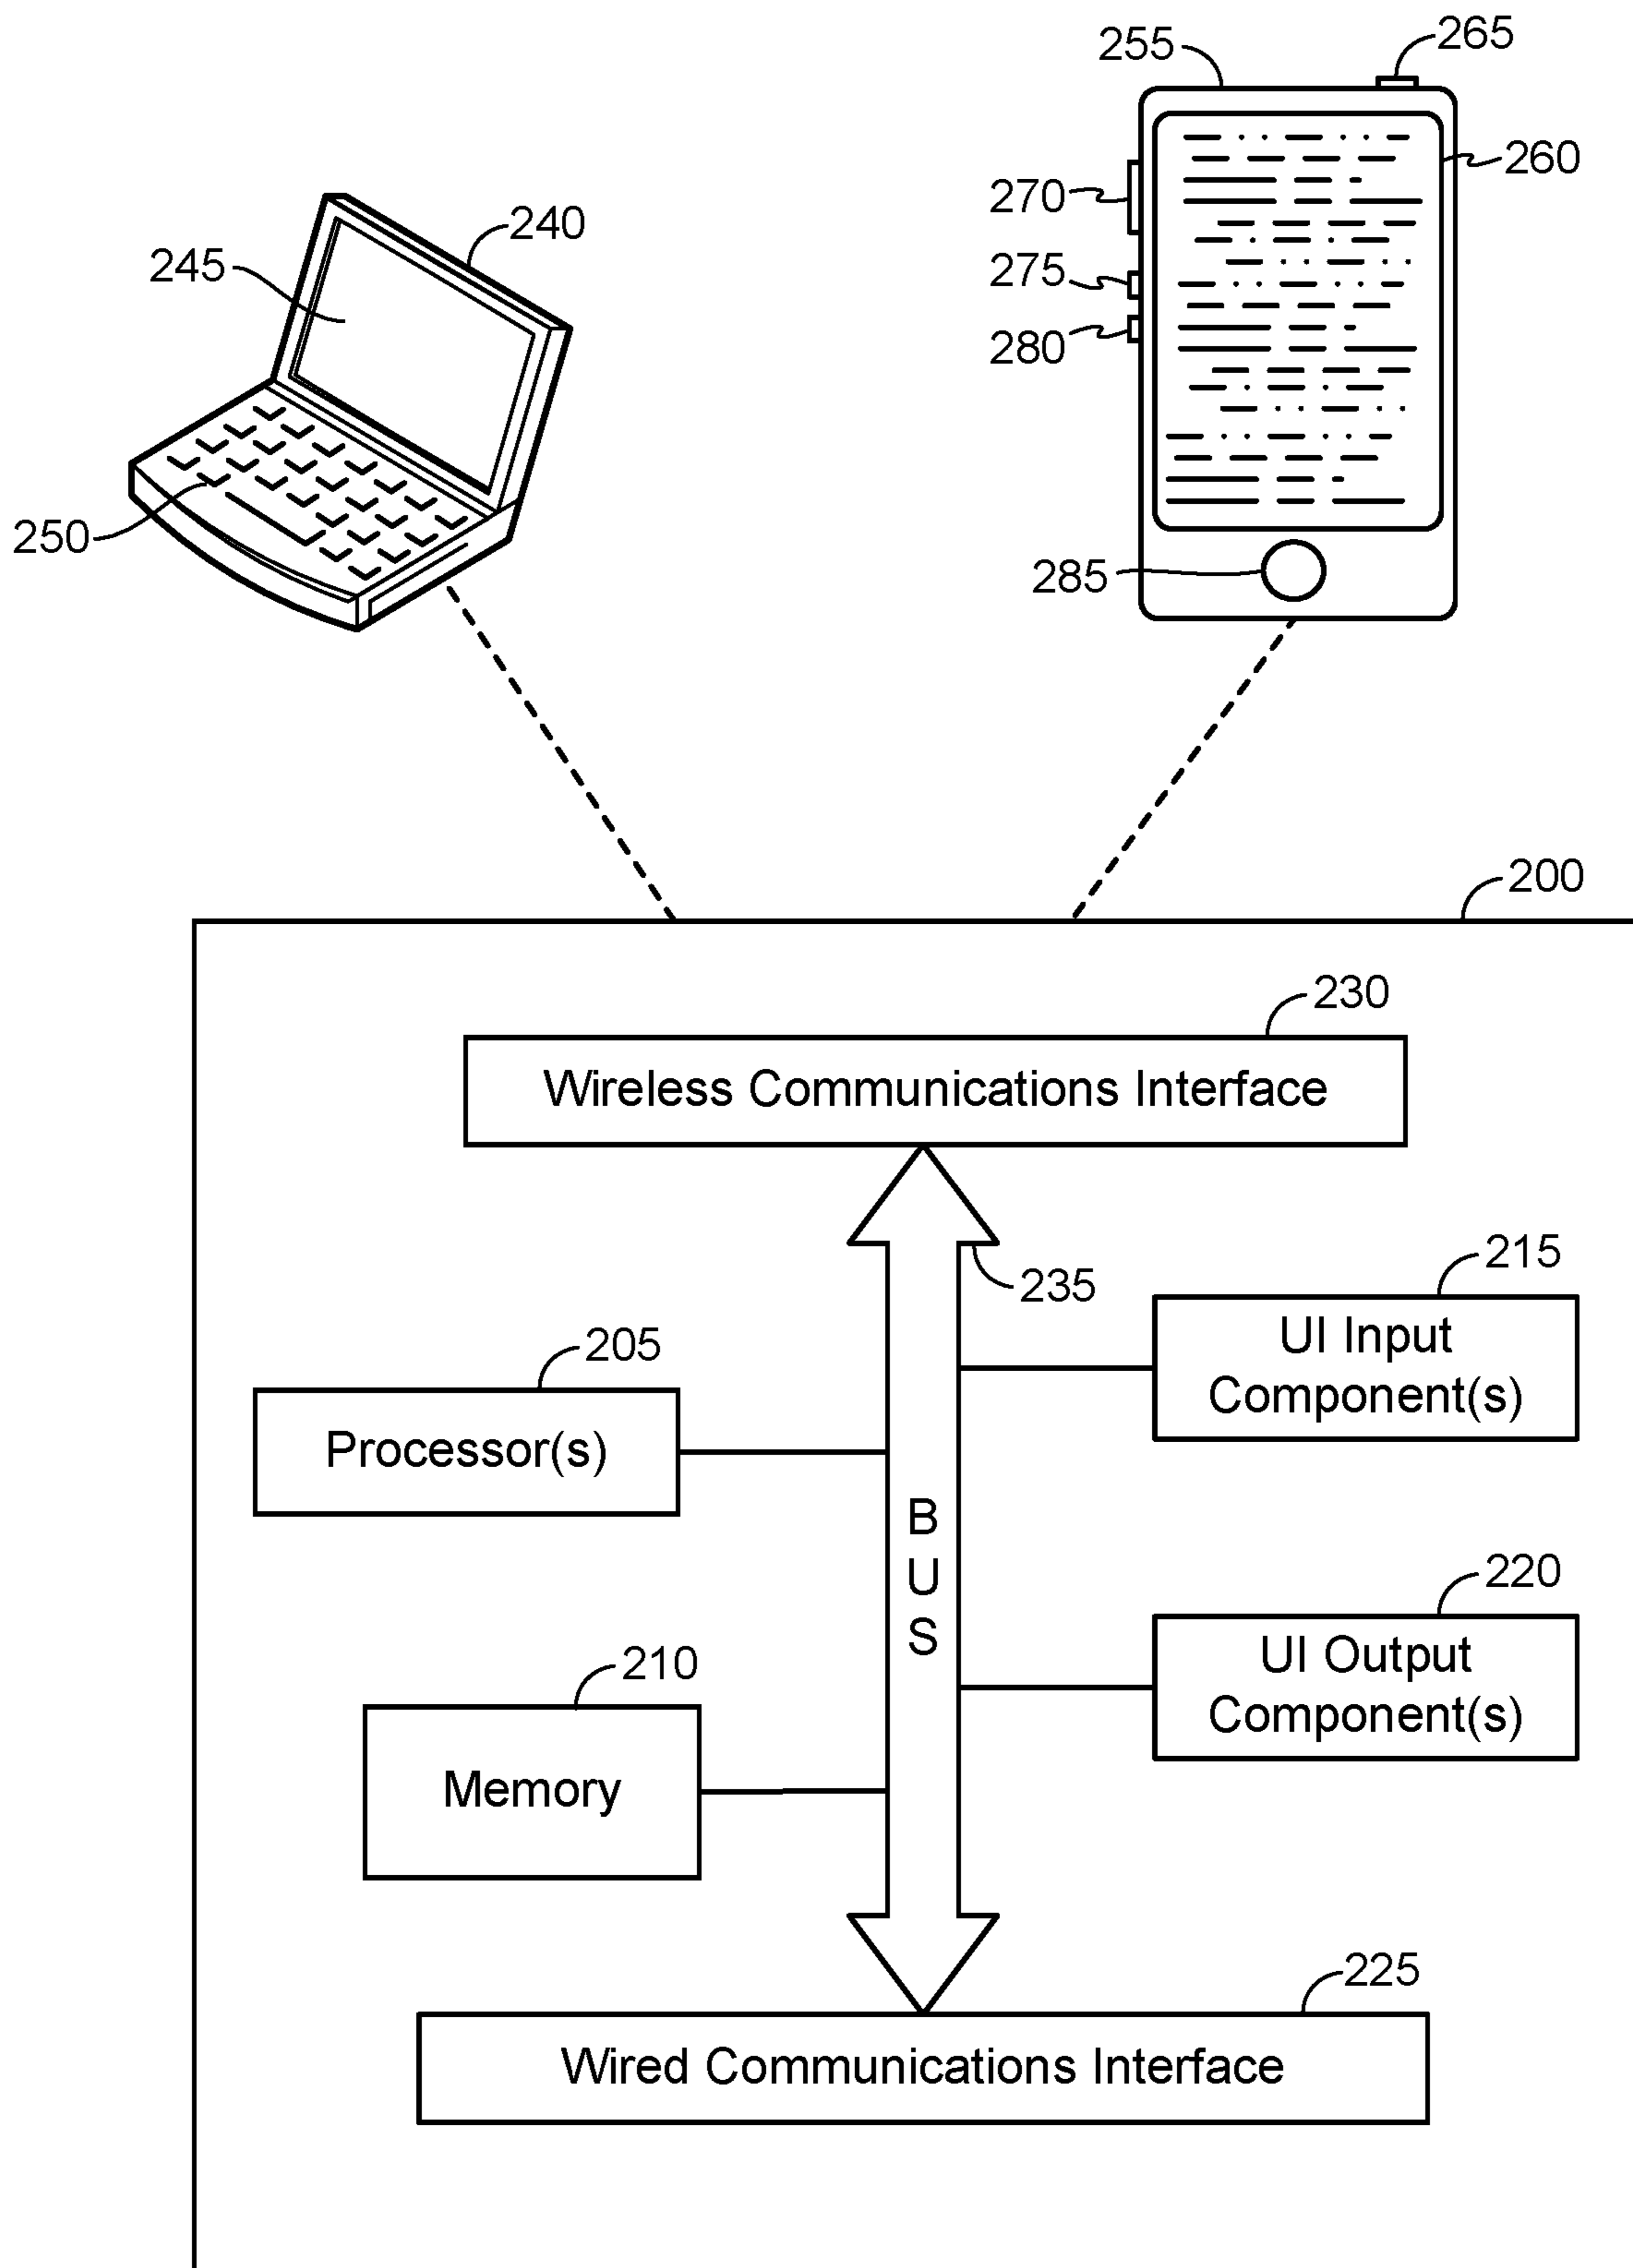 265
255
260
270
240
245
275
280
250
285
200
230
Wireless Communications Interface
235
215
UI Input
Component(s)
205
Processor(s)
B
U
S
220
UI Output
Component(s)
210
Memory
225
Wired Communications Interface